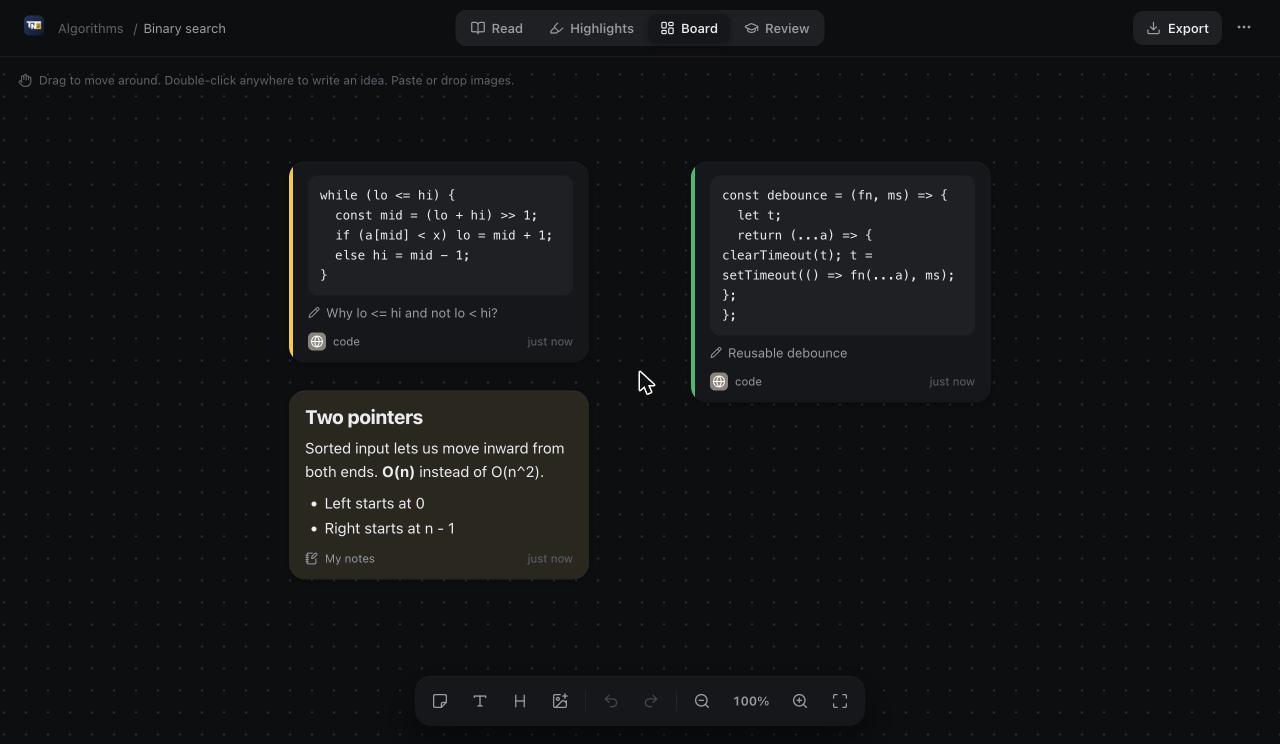 Algorithms / Binary search
Read
Highlights
Board
Review
Export
Drag to move around. Double-click anywhere to write an idea. Paste or drop images.
while (lo <= hi) {
  const mid = (lo + hi) >> 1;
  if (a[mid] < x) lo = mid + 1;
  else hi = mid - 1;
}
Why lo <= hi and not lo < hi?
code
just now
Two pointers
Sorted input lets us move inward from
both ends. O(n) instead of O(n^2).
• Left starts at 0
• Right starts at n - 1
My notes
just now
const debounce = (fn, ms) => {
  let t;
  return (...a) => {
clearTimeout(t); t =
setTimeout(() => fn(...a), ms);
};
};
Reusable debounce
code
just now
100%